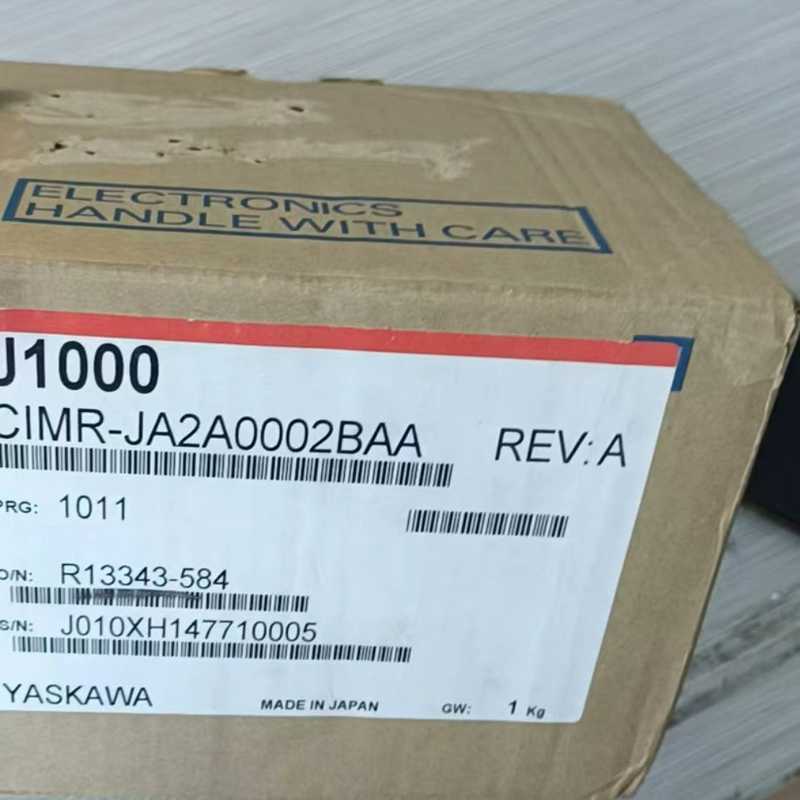 ELECTRONICS
HANDLE WITH CARE
J1000
CIMR-JA2A0002BAA REV: A
PRG: 1011
O/N: R13343-584
S/N: J010XH147710005
YASKAWA MADE IN JAPAN GW: 1 Kg